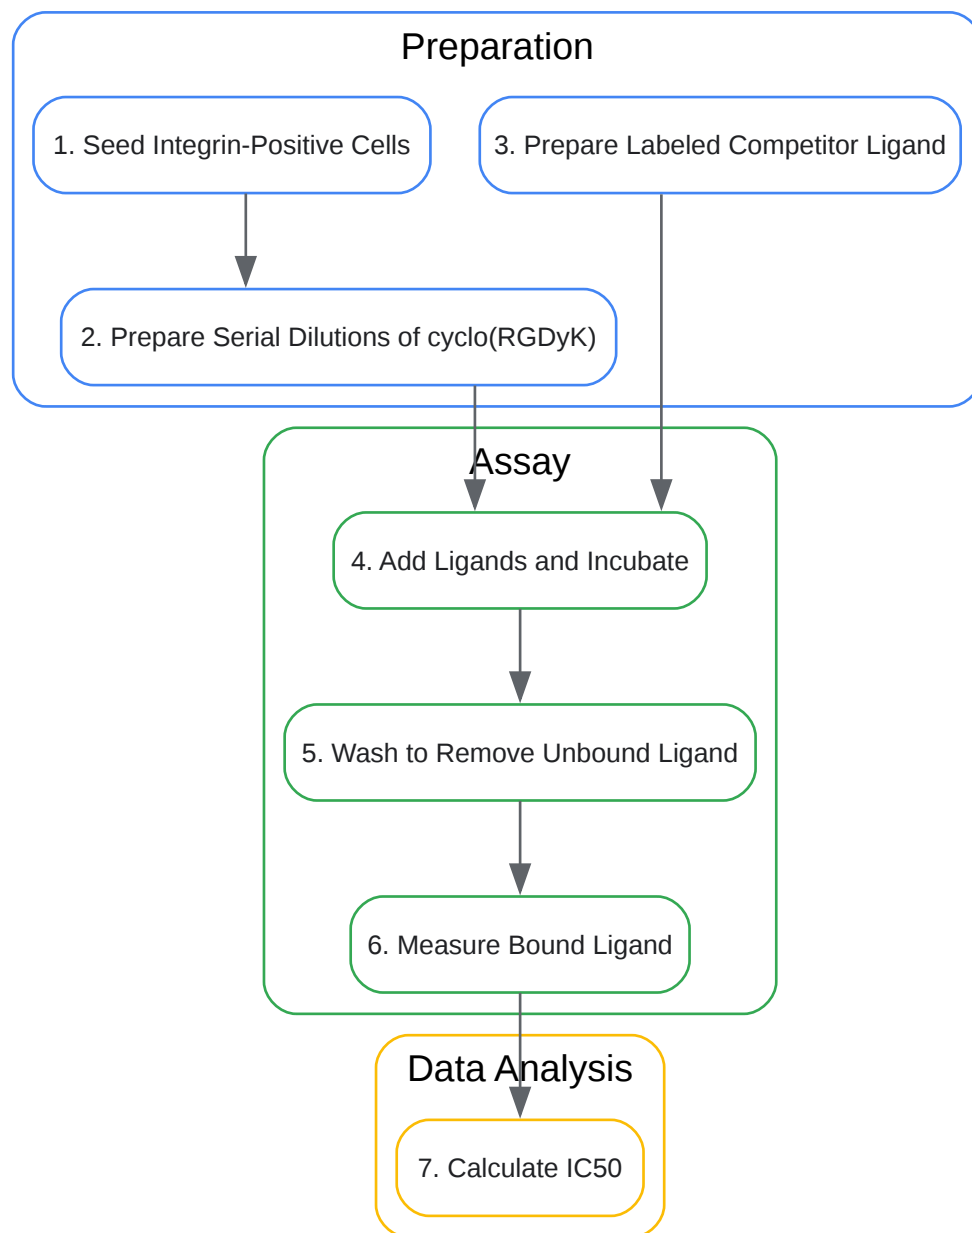 Preparation
1. Seed Integrin-Positive Cells
3. Prepare Labeled Competitor Ligand
2. Prepare Serial Dilutions of cyclo(RGDyK)
Assay
4. Add Ligands and Incubate
5. Wash to Remove Unbound Ligand
6. Measure Bound Ligand
Data Analysis
7. Calculate IC50